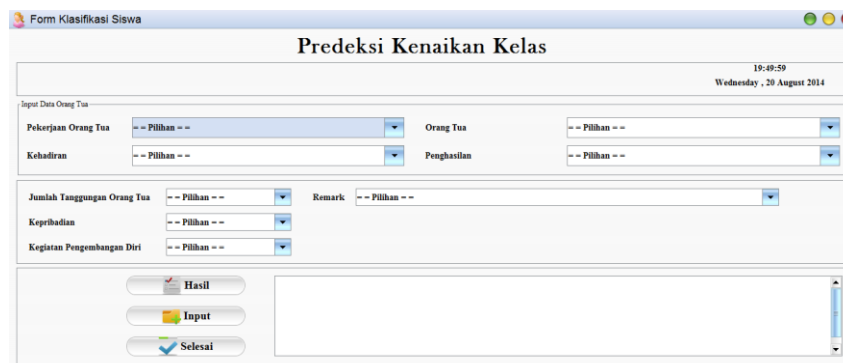 Form Klasifikasi Siswa
Predeksi Kenaikan Kelas
19:49:59
Wednesday , 20 August 2014
Input Data Orang Tua
Pekerjaan Orang Tua = = Pilihan = = Orang Tua = = Pilihan = =
Kehadiran = = Pilihan = = Penghasilan = = Pilihan = =
Jumlah Tanggungan Orang Tua = = Pilihan = = Remark = = Pilihan = =
Kepribadian = = Pilihan = =
Kegiatan Pengembangan Diri = = Pilihan = =
Hasil
Input
Selesai